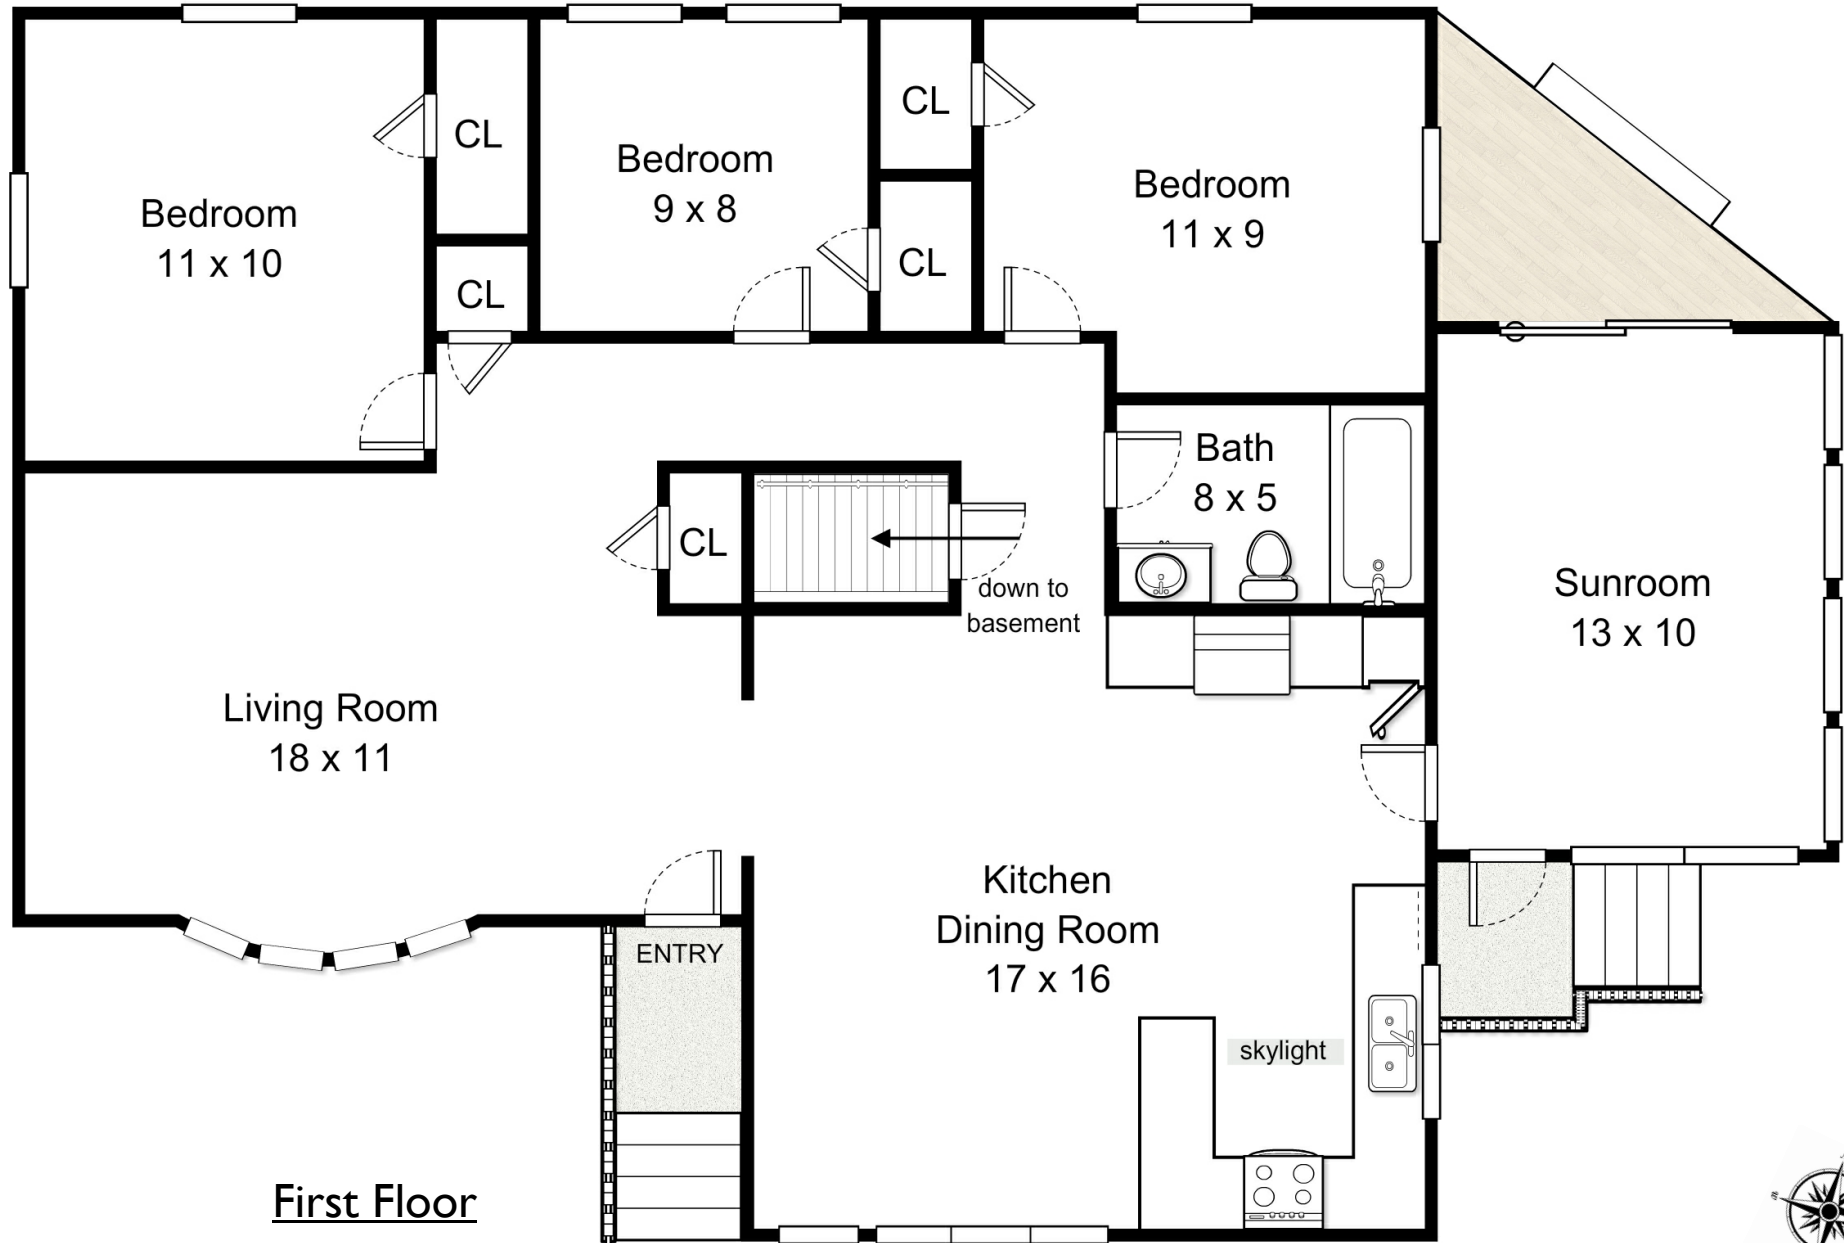 CL
CL
Bedroom
9 x 8
Bedroom
11 x 9
Bedroom
11 x 10
CL
CL
Bath
8 x 5
CL
down to
basement
Sunroom
13 x 10
Living Room
18 x 11
Kitchen
Dining Room
17 x 16
ENTRY
skylight
First Floor